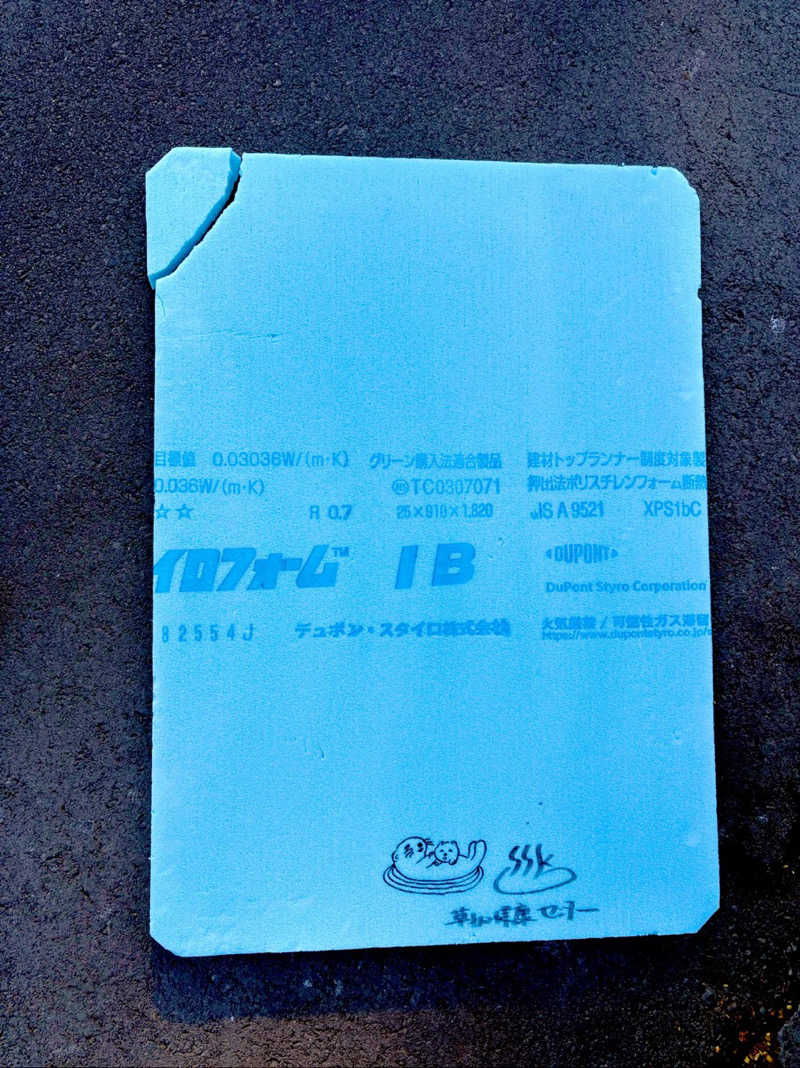 目標値 0.03036W/(m·K) グリーン購入法適合製品 建材トップランナー制度対象製
0.036W/(m·K) TC0307071 押出法ポリスチレンフォーム断熱
☆☆ R 0.7 25×910×1,820 JIS A 9521 XPS1bC
イロフォーム™ IB DUPONT
DuPont Styro Corporation
82554J デュポン・スタイロ株式会社 火気厳禁 / 可燃性ガス滞留
https://www.dupontstyro.co.jp/
草加健康センター